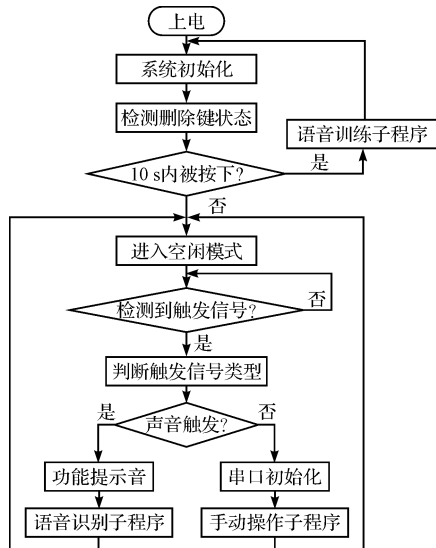 上电
系统初始化
检测删除键状态
语音训练子程序
10 s内被按下?
是
否
进入空闲模式
检测到触发信号?
否
是
判断触发信号类型
是
声音触发?
否
功能提示音
串口初始化
语音识别子程序
手动操作子程序